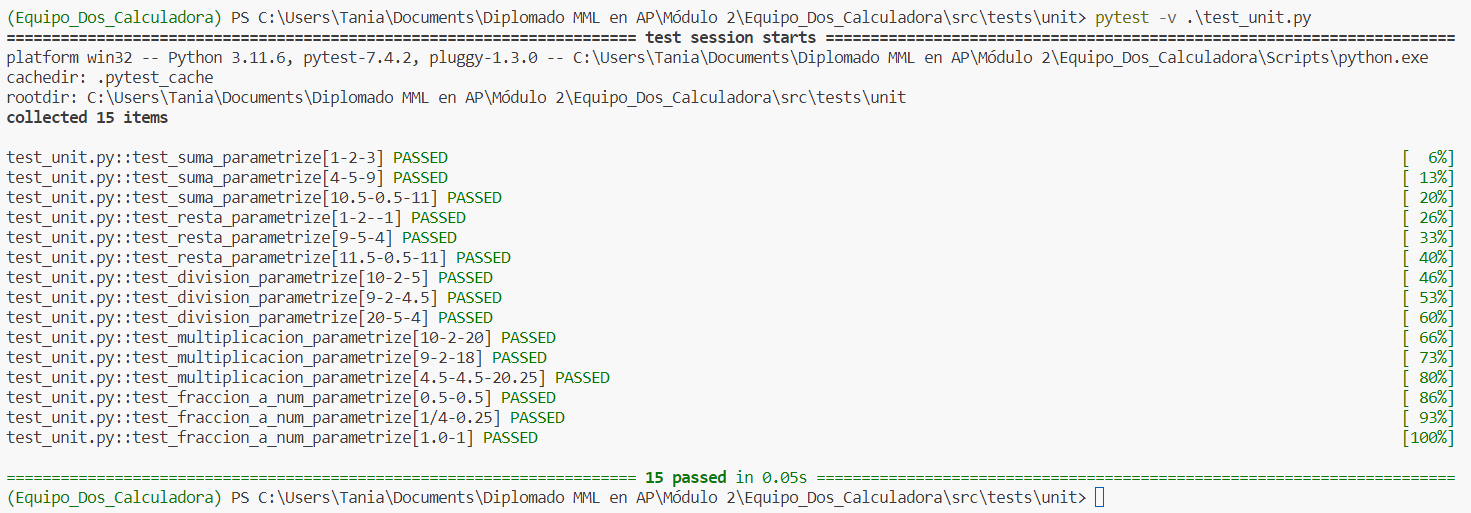 (Equipo_Dos_Calculadora) PS C:\Users\Tania\Documents\Diplomado MML en AP\Módulo 2\Equipo_Dos_Calculadora\src\tests\unit> pytest -v .\test_unit.py
======================================================================= test session starts =======================================================================
platform win32 -- Python 3.11.6, pytest-7.4.2, pluggy-1.3.0 -- C:\Users\Tania\Documents\Diplomado MML en AP\Módulo 2\Equipo_Dos_Calculadora\Scripts\python.exe
cachedir: .pytest_cache
rootdir: C:\Users\Tania\Documents\Diplomado MML en AP\Módulo 2\Equipo_Dos_Calculadora\src\tests\unit
collected 15 items
test_unit.py::test_suma_parametrize[1-2-3] PASSED [  6%]
test_unit.py::test_suma_parametrize[4-5-9] PASSED [ 13%]
test_unit.py::test_suma_parametrize[10.5-0.5-11] PASSED [ 20%]
test_unit.py::test_resta_parametrize[1-2--1] PASSED [ 26%]
test_unit.py::test_resta_parametrize[9-5-4] PASSED [ 33%]
test_unit.py::test_resta_parametrize[11.5-0.5-11] PASSED [ 40%]
test_unit.py::test_division_parametrize[10-2-5] PASSED [ 46%]
test_unit.py::test_division_parametrize[9-2-4.5] PASSED [ 53%]
test_unit.py::test_division_parametrize[20-5-4] PASSED [ 60%]
test_unit.py::test_multiplicacion_parametrize[10-2-20] PASSED [ 66%]
test_unit.py::test_multiplicacion_parametrize[9-2-18] PASSED [ 73%]
test_unit.py::test_multiplicacion_parametrize[4.5-4.5-20.25] PASSED [ 80%]
test_unit.py::test_fraccion_a_num_parametrize[0.5-0.5] PASSED [ 86%]
test_unit.py::test_fraccion_a_num_parametrize[1/4-0.25] PASSED [ 93%]
test_unit.py::test_fraccion_a_num_parametrize[1.0-1] PASSED [100%]
======================================================================= 15 passed in 0.05s =======================================================================
(Equipo_Dos_Calculadora) PS C:\Users\Tania\Documents\Diplomado MML en AP\Módulo 2\Equipo_Dos_Calculadora\src\tests\unit>